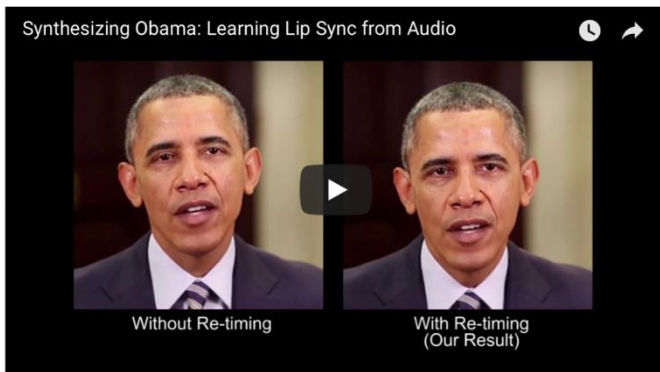 Synthesizing Obama: Learning Lip Sync from Audio
Without Re-timing
With Re-timing
(Our Result)